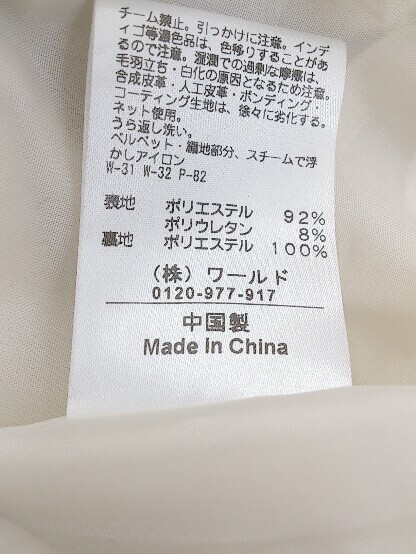 チーム禁止。引っかけに注意。インデ
ィゴ等濃色品は、色移りすることがあ
るので注意。湿潤での過剰な摩擦は、
毛羽立ち・白化の原因となるため注意。
合成皮革・人工皮革・ボンディング・
コーティング生地は、徐々に劣化する。
ネット使用。
うら返し洗い。
ベルベット・繻地部分、スチームで浮
かしアイロン
W-31 W-32 P-82
表地 ポリエステル 92%
ポリウレタン 8%
裏地 ポリエステル 100%
(株) ワールド
0120-977-917
中国製
Made in China